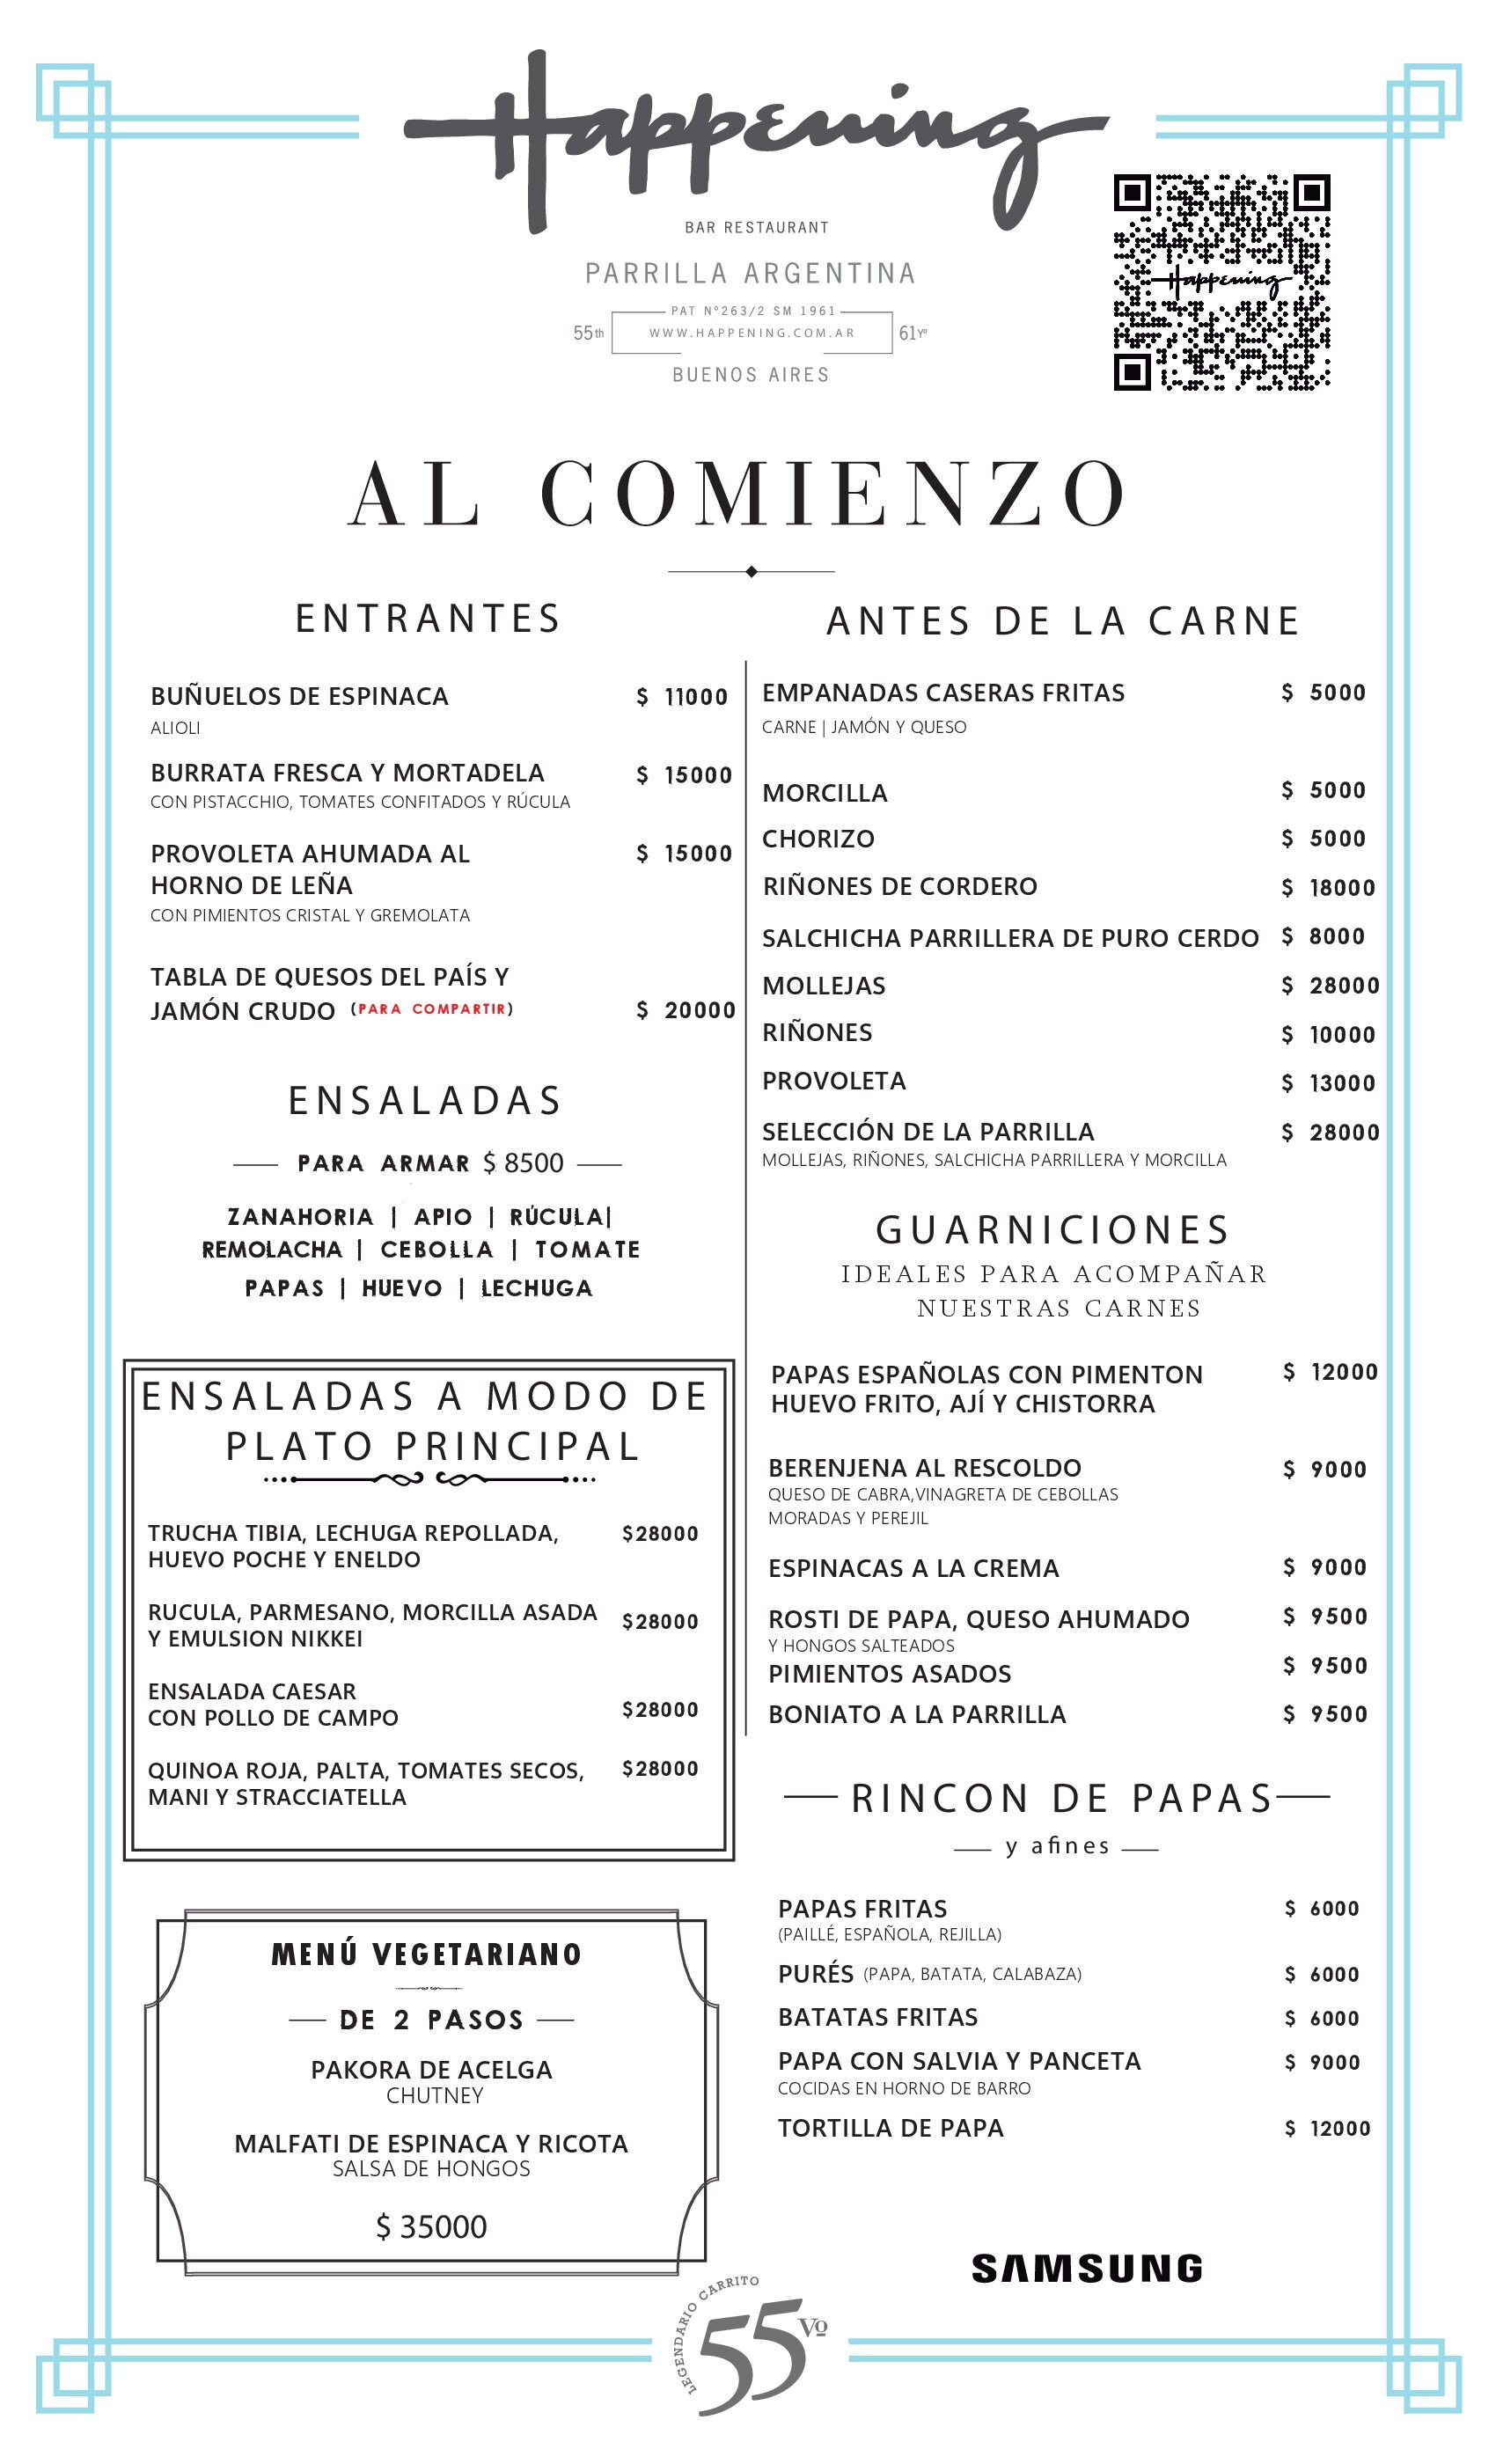 Happening
BAR RESTAURANT
PARRILLA ARGENTINA
PAT N°263/2 SM 1961
55th WWW.HAPPENING.COM.AR 61Yº
BUENOS AIRES
Happening
AL COMIENZO
ENTRANTES
BUÑUELOS DE ESPINACA $ 11000
ALIOLI
BURRATA FRESCA Y MORTADELA $ 15000
CON PISTACCHIO, TOMATES CONFITADOS Y RÚCULA
PROVOLETA AHUMADA AL $ 15000
HORNO DE LEÑA
CON PIMIENTOS CRISTAL Y GREMOLATA
TABLA DE QUESOS DEL PAÍS Y
JAMÓN CRUDO (PARA COMPARTIR) $ 20000
ENSALADAS
PARA ARMAR $ 8500
ZANAHORIA | APIO | RÚCULA|
REMOLACHA | CEBOLLA | TOMATE
PAPAS | HUEVO | LECHUGA
ENSALADAS A MODO DE
PLATO PRINCIPAL
TRUCHA TIBIA, LECHUGA REPOLLADA, $28000
HUEVO POCHE Y ENELDO
RUCULA, PARMESANO, MORCILLA ASADA $28000
Y EMULSION NIKKEI
ENSALADA CAESAR
CON POLLO DE CAMPO $28000
QUINOA ROJA, PALTA, TOMATES SECOS, $28000
MANI Y STRACCIATELLA
MENÚ VEGETARIANO
DE 2 PASOS
PAKORA DE ACELGA
CHUTNEY
MALFATI DE ESPINACA Y RICOTA
SALSA DE HONGOS
$ 35000
ANTES DE LA CARNE
EMPANADAS CASERAS FRITAS $ 5000
CARNE | JAMÓN Y QUESO
MORCILLA $ 5000
CHORIZO $ 5000
RIÑONES DE CORDERO $ 18000
SALCHICHA PARRILLERA DE PURO CERDO $ 8000
MOLLEJAS $ 28000
RIÑONES $ 10000
PROVOLETA $ 13000
SELECCIÓN DE LA PARRILLA $ 28000
MOLLEJAS, RIÑONES, SALCHICHA PARRILLERA Y MORCILLA
GUARNICIONES
IDEALES PARA ACOMPAÑAR
NUESTRAS CARNES
PAPAS ESPAÑOLAS CON PIMENTON $ 12000
HUEVO FRITO, AJÍ Y CHISTORRA
BERENJENA AL RESCOLDO $ 9000
QUESO DE CABRA,VINAGRETA DE CEBOLLAS
MORADAS Y PEREJIL
ESPINACAS A LA CREMA $ 9000
ROSTI DE PAPA, QUESO AHUMADO $ 9500
Y HONGOS SALTEADOS
PIMIENTOS ASADOS $ 9500
BONIATO A LA PARRILLA $ 9500
RINCON DE PAPAS
y afines
PAPAS FRITAS $ 6000
(PAILLÉ, ESPAÑOLA, REJILLA)
PURÉS (PAPA, BATATA, CALABAZA) $ 6000
BATATAS FRITAS $ 6000
PAPA CON SALVIA Y PANCETA $ 9000
COCIDAS EN HORNO DE BARRO
TORTILLA DE PAPA $ 12000
SAMSUNG
LEGENDARIO CARRITO
55 Vº